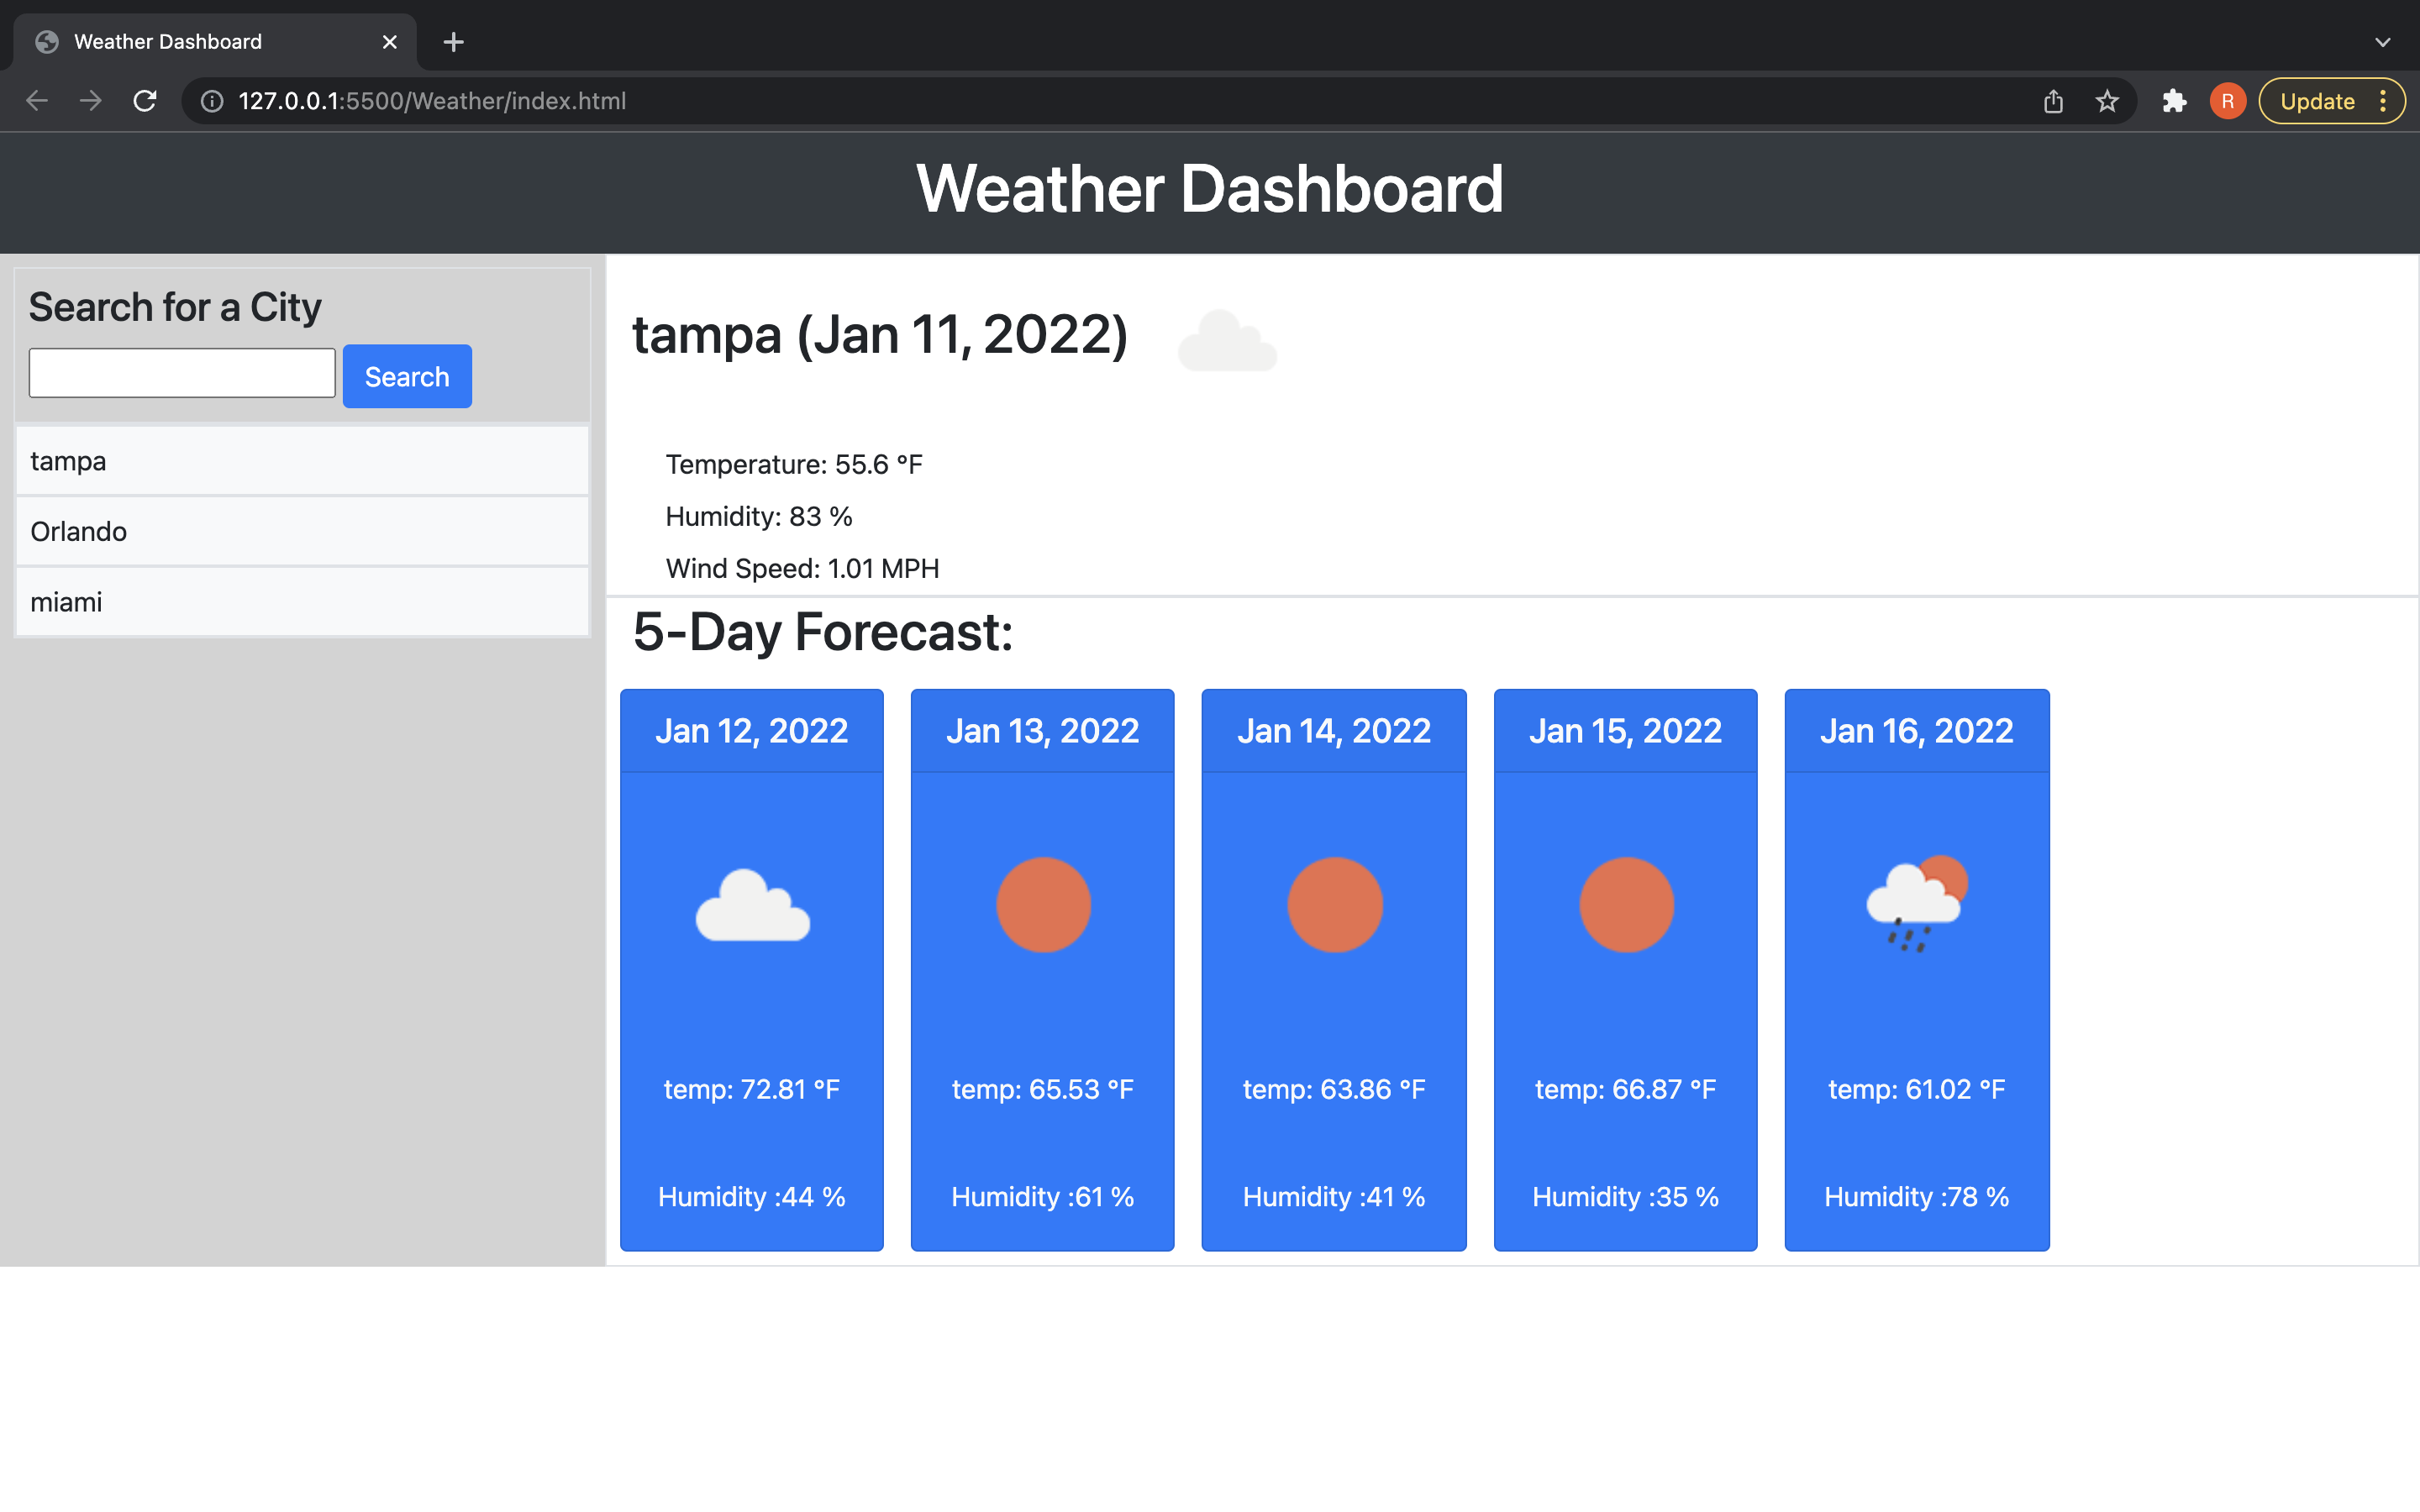 Weather Dashboard
127.0.0.1:5500/Weather/index.html
R
Update
Weather Dashboard
Search for a City
Search
tampa
Orlando
miami
tampa (Jan 11, 2022)
Temperature: 55.6 °F
Humidity: 83 %
Wind Speed: 1.01 MPH
5-Day Forecast:
Jan 12, 2022
temp: 72.81 °F
Humidity :44 %
Jan 13, 2022
temp: 65.53 °F
Humidity :61 %
Jan 14, 2022
temp: 63.86 °F
Humidity :41 %
Jan 15, 2022
temp: 66.87 °F
Humidity :35 %
Jan 16, 2022
temp: 61.02 °F
Humidity :78 %